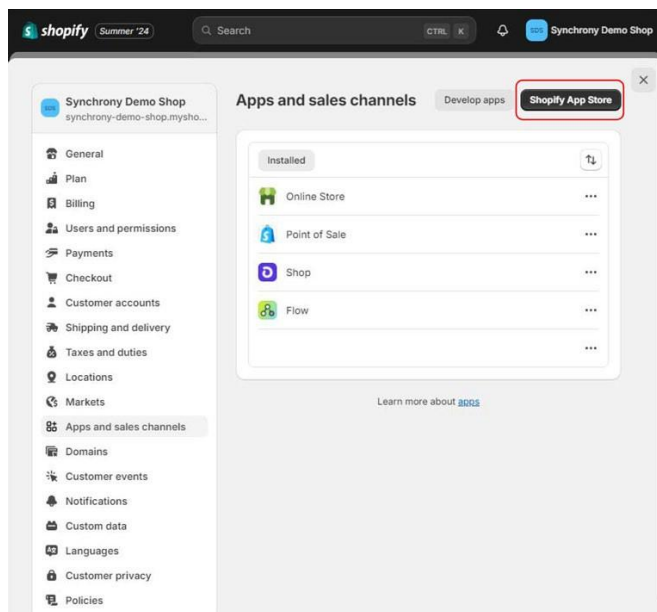 shopify Summer '24
Search
CTRL K
SDS
Synchrony Demo Shop
SDS
Synchrony Demo Shop
synchrony-demo-shop.mysho...
General
Plan
Billing
Users and permissions
Payments
Checkout
Customer accounts
Shipping and delivery
Taxes and duties
Locations
Markets
Apps and sales channels
Domains
Customer events
Notifications
Custom data
Languages
Customer privacy
Policies
Apps and sales channels
Develop apps
Shopify App Store
Installed
Online Store
Point of Sale
Shop
Flow
Learn more about apps